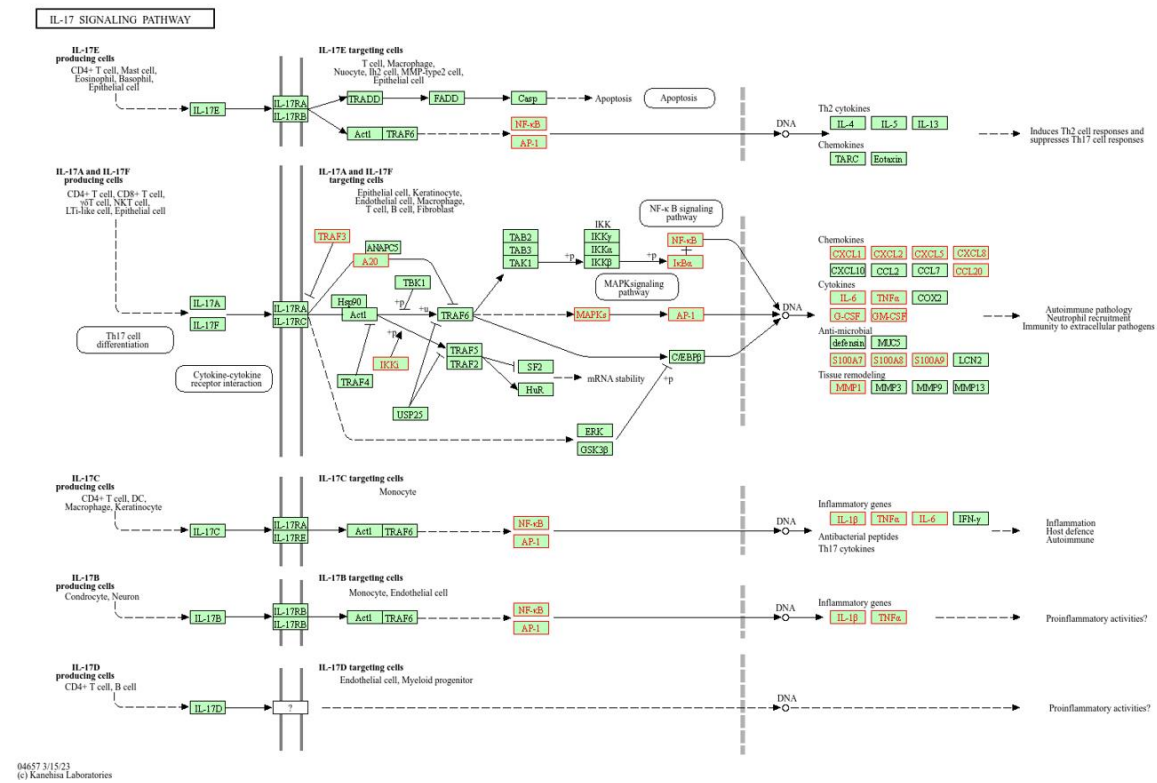 IL-17 SIGNALING PATHWAY
IL-17E
producing cells
CD4+ T cell, Mast cell,
Eosinophil, Basophil,
Epithelial cell
IL-17E
IL-17RA
IL-17RB
IL-17E targeting cells
T cell, Macrophage,
Nuocyte, Ih2 cell, MMP-type2 cell,
Epithelial cell
TRADD
FADD
Casp
Apoptosis
Apoptosis
Act1 TRAF6
NF-κB
AP-1
DNA
Th2 cytokines
IL-4 IL-5 IL-13
Chemokines
TARC Eotaxin
Induces Th2 cell responses and
suppresses Th17 cell responses
IL-17A and IL-17F
producing cells
CD4+ T cell, CD8+ T cell,
γδT cell, NKT cell,
LTi-like cell, Epithelial cell
IL-17A
IL-17F
Th17 cell
differentiation
Cytokine-cytokine
receptor interaction
IL-17RA
IL-17RC
IL-17A and IL-17F
targeting cells
Epithelial cell, Keratinocyte,
Endothelial cell, Macrophage,
T cell, B cell, Fibroblast
TRAF3
ANAPC5
A20
TBK1
Hsp90
Act1
+p
+u
TRAF6
+p
IKKi
TRAF4
TRAF5
TRAF2
USP25
SF2
HuR
mRNA stability
TAB2
TAB3
TAK1
+p
IKK
IKKγ
IKKα
IKKβ
+p
NF-κ B signaling
pathway
NF-κB
IκBα
MAPKsignaling
pathway
MAPKs
AP-1
C/EBPβ
+p
ERK
GSK3β
DNA
Chemokines
CXCL1 CXCL2 CXCL5 CXCL8
CXCL10 CCL2 CCL7 CCL20
Cytokines
IL-6 TNFα COX2
G-CSF GM-CSF
Anti-microbial
defensin MUC5
S100A7 S100A8 S100A9 LCN2
Tissue remodeling
MMP1 MMP3 MMP9 MMP13
Autoimmune pathology
Neutrophil recruitment
Immunity to extracellular pathogens
IL-17C
producing cells
CD4+ T cell, DC,
Macrophage, Keratinocyte
IL-17C
IL-17RA
IL-17RE
IL-17C targeting cells
Monocyte
Act1 TRAF6
NF-κB
AP-1
DNA
Inflammatory genes
IL-1β TNFα IL-6 IFN-γ
Antibacterial peptides
Th17 cytokines
Inflammation
Host defence
Autoimmune
IL-17B
producing cells
Condrocyte, Neuron
IL-17B
IL-17RB
IL-17RB
IL-17B targeting cells
Monocyte, Endothelial cell
Act1 TRAF6
NF-κB
AP-1
DNA
Inflammatory genes
IL-1β TNFα
Proinflammatory activities?
IL-17D
producing cells
CD4+ T cell, B cell
IL-17D
?
IL-17D targeting cells
Endothelial cell, Myeloid progenitor
DNA
Proinflammatory activities?
04657 3/15/23
(c) Kanehisa Laboratories